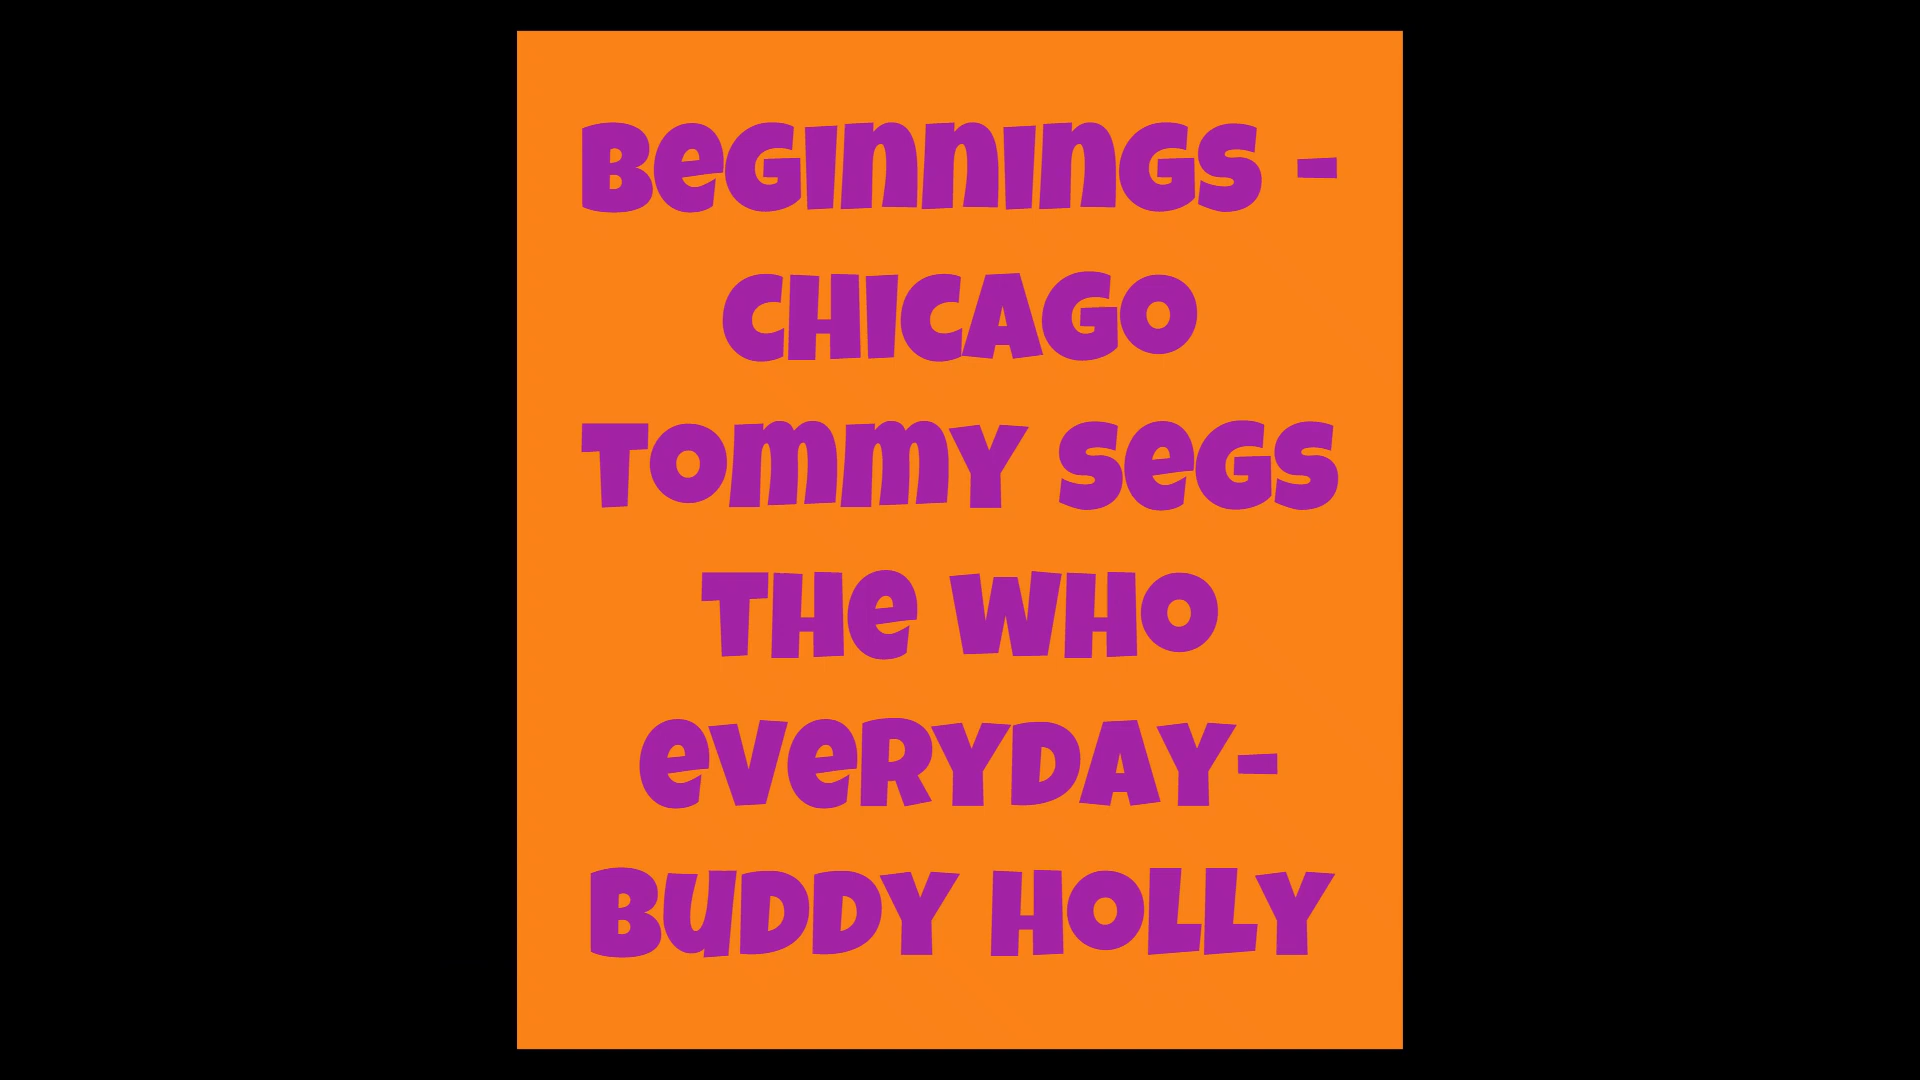 BEGINNINGS -
CHICAGO
TOMMY SEGS
THE WHO
EVERYDAY-
BUDDY HOLLY